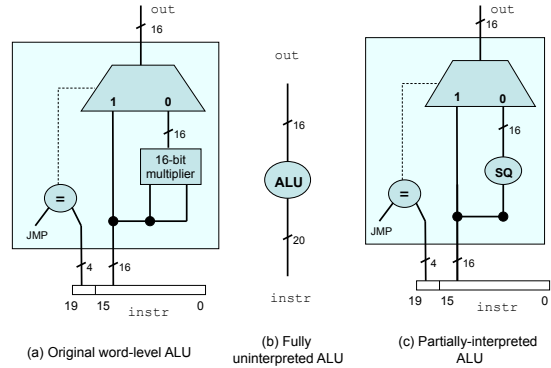 out
16
1 0
16
16-bit
multiplier
=
JMP
4 16
19 15 0
instr
(a) Original word-level ALU
out
16
ALU
20
instr
(b) Fully
uninterpreted ALU
out
16
1 0
16
SQ
=
JMP
4 16
19 15 0
instr
(c) Partially-interpreted
ALU